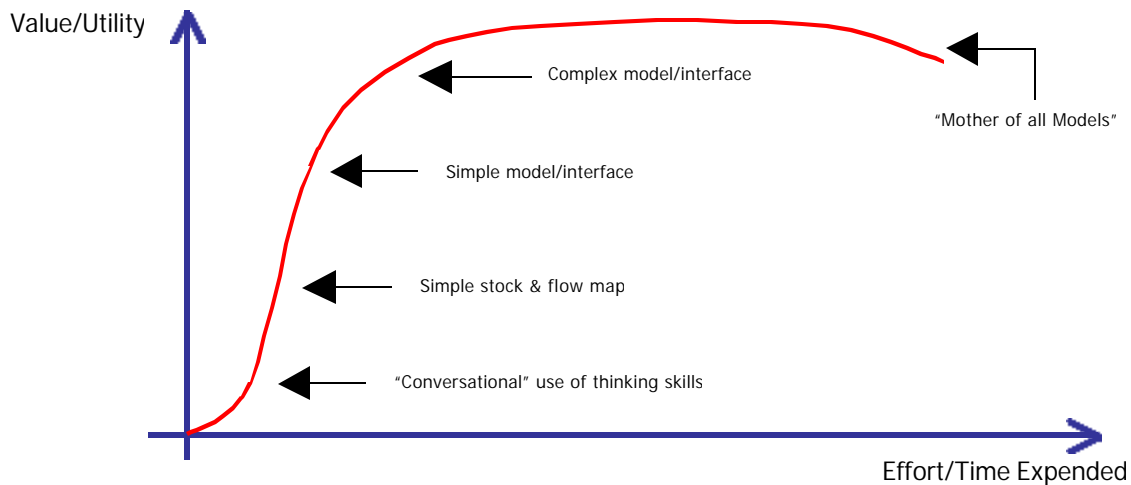 Value/Utility
Complex model/interface
“Mother of all Models”
Simple model/interface
Simple stock & flow map
“Conversational” use of thinking skills
Effort/Time Expended